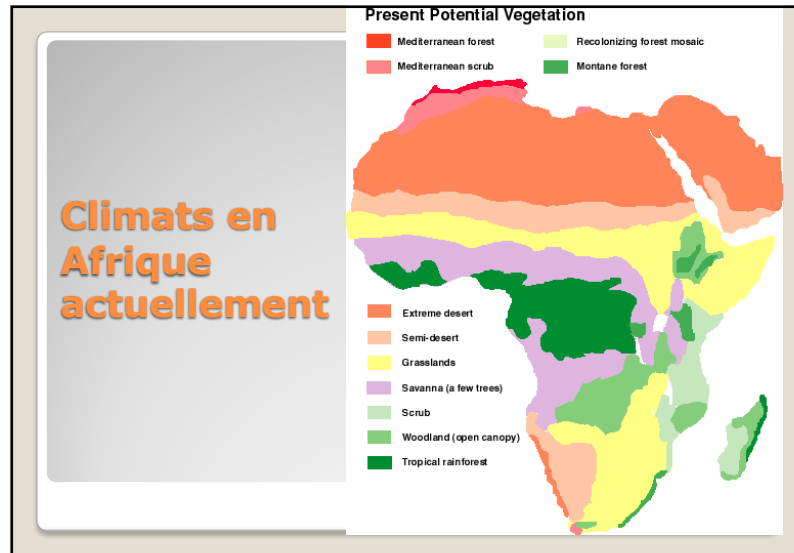 Present Potential Vegetation
Mediterranean forest
Recolonizing forest mosaic
Mediterranean scrub
Montane forest
Climats en
Afrique
actuellement
Extreme desert
Semi-desert
Grasslands
Savanna (a few trees)
Scrub
Woodland (open canopy)
Tropical rainforest